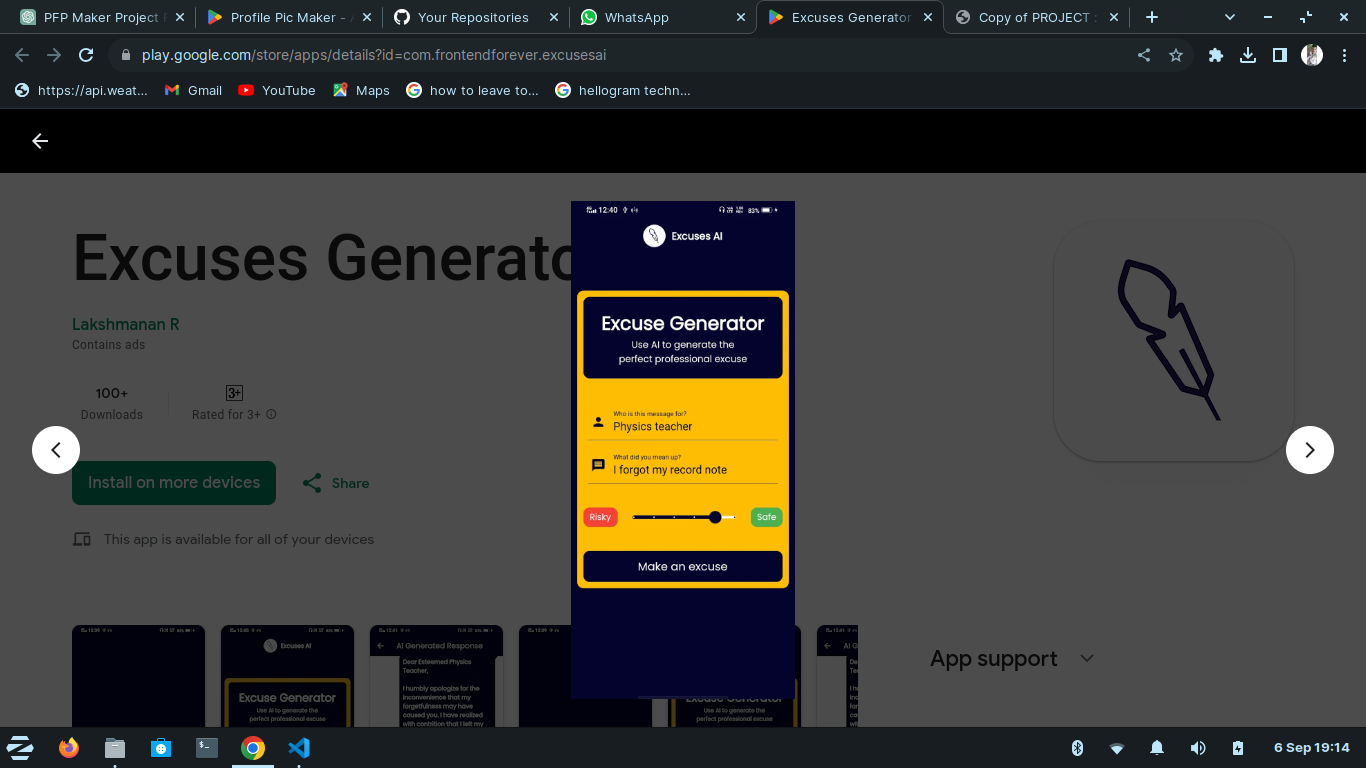 PFP Maker Project
Profile Pic Maker -
Your Repositories
WhatsApp
Excuses Generator
Copy of PROJECT :
play.google.com/store/apps/details?id=com.frontendforever.excusesai
https://api.weat...
Gmail
YouTube
Maps
how to leave to...
hellogram techn...
Excuses Generato
Lakshmanan R
Contains ads
100+
Downloads
3+
Rated for 3+
Install on more devices
Share
This app is available for all of your devices
12:40
83%
Excuses AI
Excuse Generator
Use AI to generate the
perfect professional excuse
Who is this message for?
Physics teacher
What did you mean up?
I forgot my record note
Risky
Safe
Make an excuse
Excuses AI
Excuse Generator
Use AI to generate the
perfect professional excuse
AI Generated Response
Dear Esteemed Physics
Teacher,
I humbly apologize for the
inconvenience that my
forgetfulness may have
caused you. I have realized
with contrition that I left my
Excuse Generator
Use AI to generate the
perfect professional excuse
App support
6 Sep 19:14